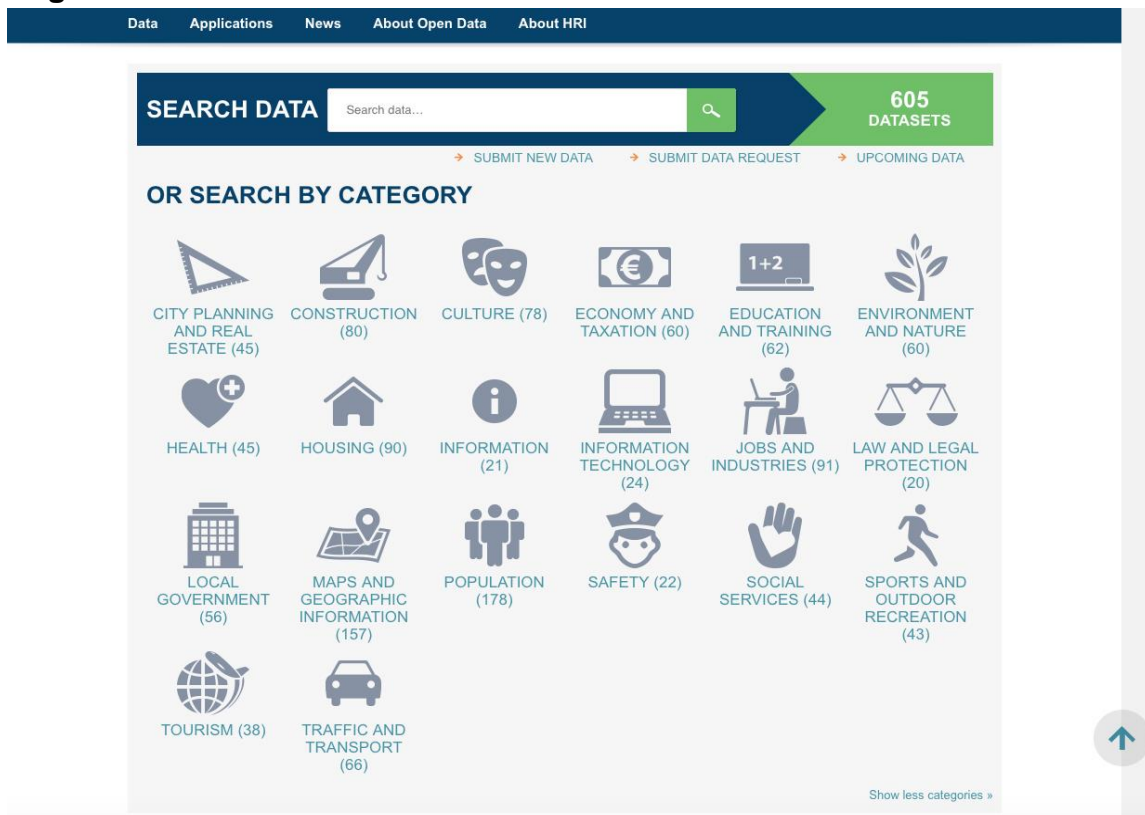 Data Applications News About Open Data About HRI
SEARCH DATA Search data... 605
DATASETS
SUBMIT NEW DATA SUBMIT DATA REQUEST UPCOMING DATA
OR SEARCH BY CATEGORY
1+2
CITY PLANNING
AND REAL
ESTATE (45)
CONSTRUCTION
(80)
CULTURE (78)
ECONOMY AND
TAXATION (60)
EDUCATION
AND TRAINING
(62)
ENVIRONMENT
AND NATURE
(60)
HEALTH (45)
HOUSING (90)
INFORMATION
(21)
INFORMATION
TECHNOLOGY
(24)
JOBS AND
INDUSTRIES (91)
LAW AND LEGAL
PROTECTION
(20)
LOCAL
GOVERNMENT
(56)
MAPS AND
GEOGRAPHIC
INFORMATION
(157)
POPULATION
(178)
SAFETY (22)
SOCIAL
SERVICES (44)
SPORTS AND
OUTDOOR
RECREATION
(43)
TOURISM (38)
TRAFFIC AND
TRANSPORT
(66)
Show less categories »